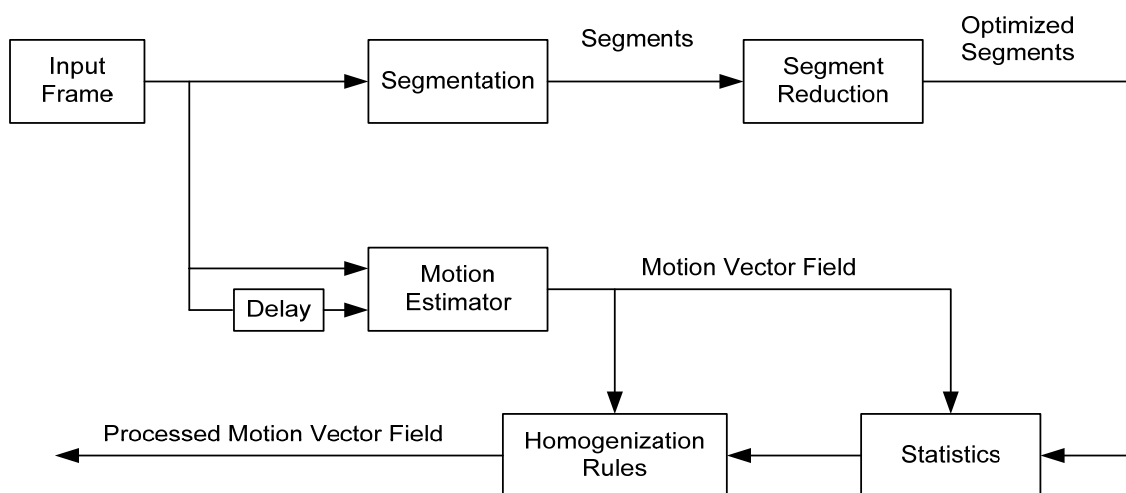 Input
Frame
Segmentation
Segments
Segment
Reduction
Optimized
Segments
Motion
Estimator
Delay
Motion Vector Field
Processed Motion Vector Field
Homogenization
Rules
Statistics